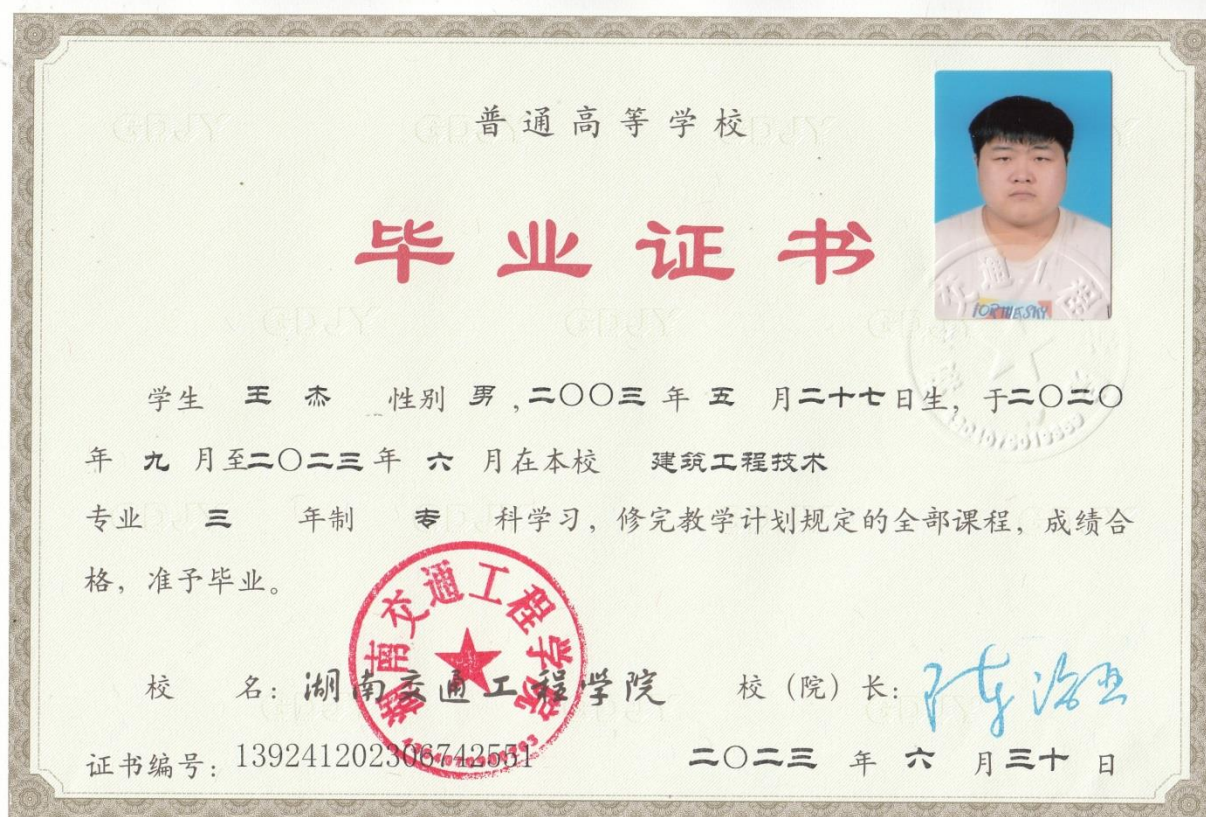 普通高等学校
毕业证书
学生 王杰 性别 男,二〇〇三年五月二十七日生,于二〇二〇
年九月至二〇二三年六月在本校 建筑工程技术
专业 三 年制 专 科学习,修完教学计划规定的全部课程,成绩合
格,准予毕业。
湖南交通工程学院
校 名:湖南交通工程学院 校(院)长:
证书编号:139241202306742551 二〇二三年六月三十日